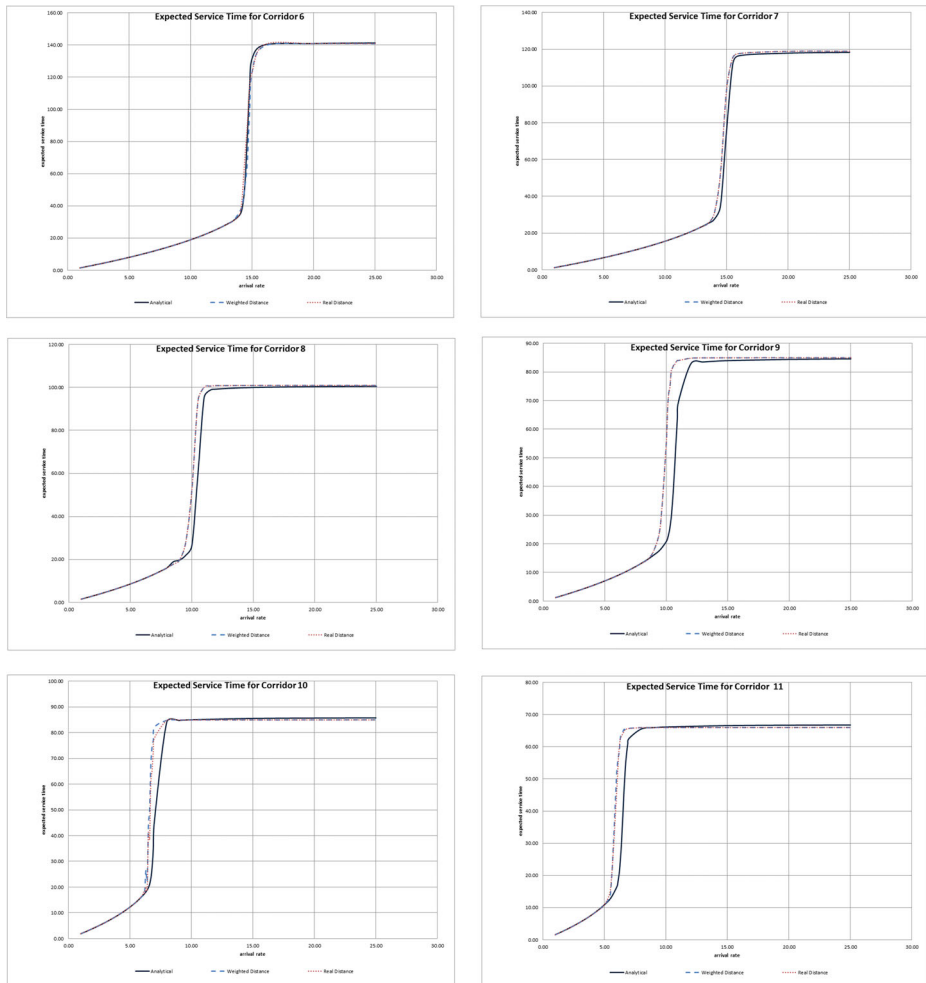 Expected Service Time for Corridor 6
160.00
140.00
120.00
100.00
80.00
60.00
40.00
20.00
0.00
expected service time
0.00 5.00 10.00 15.00 20.00 25.00 30.00
arrival rate
Analytical Weighted Distance Real Distance
Expected Service Time for Corridor 7
140.00
120.00
100.00
80.00
60.00
40.00
20.00
0.00
expected service time
0.00 5.00 10.00 15.00 20.00 25.00 30.00
arrival rate
Analytical Weighted Distance Real Distance
Expected Service Time for Corridor 8
120.00
100.00
80.00
60.00
40.00
20.00
0.00
expected service time
0.00 5.00 10.00 15.00 20.00 25.00 30.00
arrival rate
Analytical Weighted Distance Real Distance
Expected Service Time for Corridor 9
90.00
80.00
70.00
60.00
50.00
40.00
30.00
20.00
10.00
0.00
expected service time
0.00 5.00 10.00 15.00 20.00 25.00 30.00
arrival rate
Analytical Weighted Distance Real Distance
Expected Service Time for Corridor 10
100.00
90.00
80.00
70.00
60.00
50.00
40.00
30.00
20.00
10.00
0.00
expected service time
0.00 5.00 10.00 15.00 20.00 25.00 30.00
arrival rate
Analytical Weighted Distance Real Distance
Expected Service Time for Corridor 11
80.00
70.00
60.00
50.00
40.00
30.00
20.00
10.00
0.00
expected service time
0.00 5.00 10.00 15.00 20.00 25.00 30.00
arrival rate
Analytical Weighted Distance Real Distance